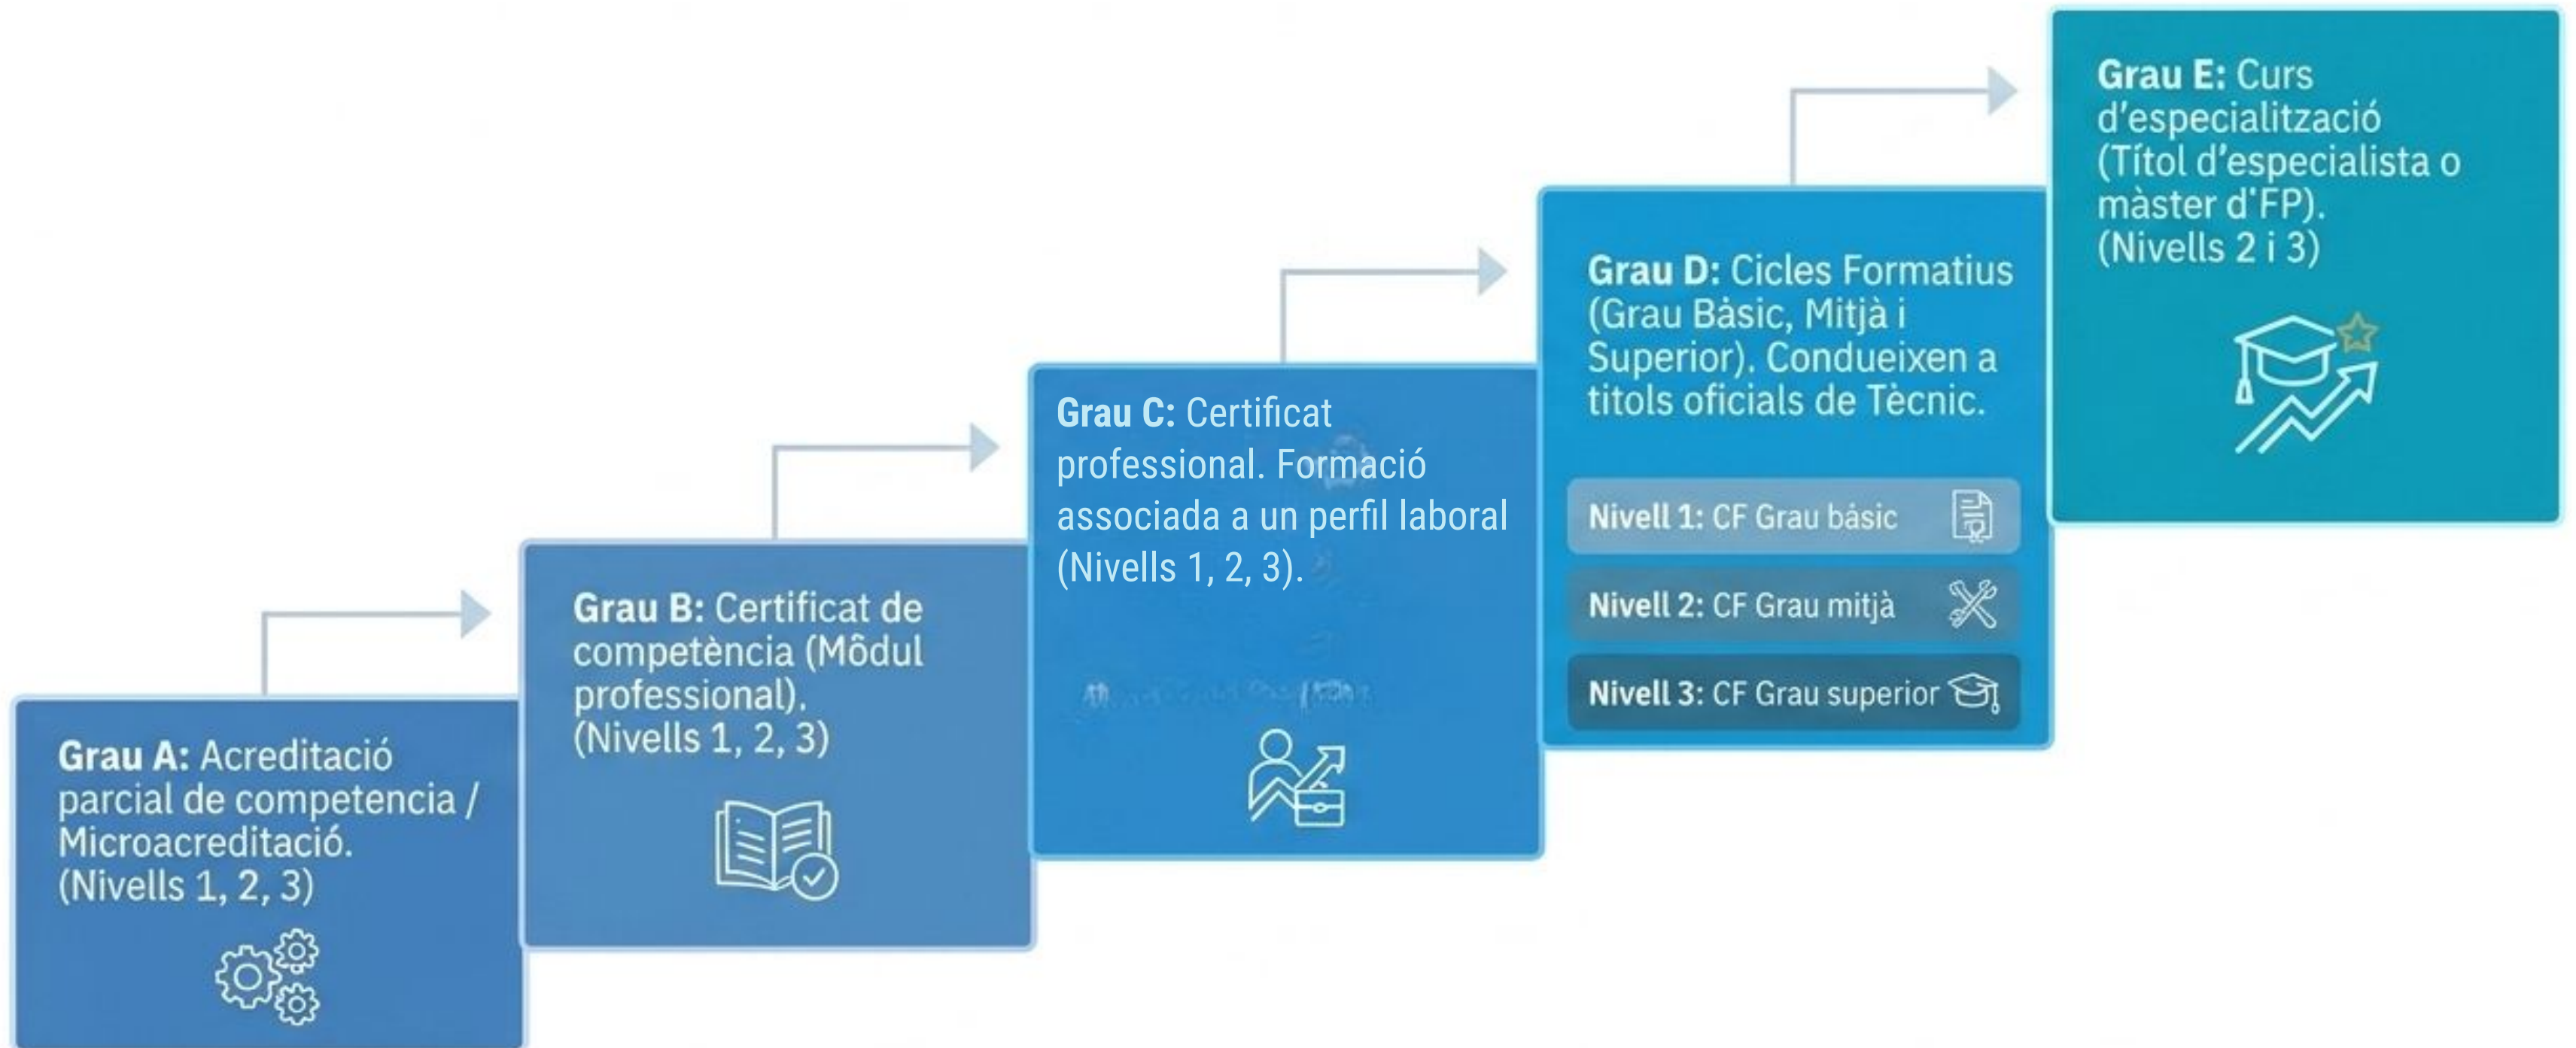 Grau A: Acreditació
parcial de competencia /
Microacreditació.
(Nivells 1, 2, 3)
Grau B: Certificat de
competència (Mõdul
professional).
(Nivells 1, 2, 3)
Grau C: Certificat
professional. Formació
associada a un perfil laboral
(Nivells 1, 2, 3).
Grau D: Cicles Formatius
(Grau Bàsic, Mitjà i
Superior). Condueixen a
titols oficials de Tècnic.
Nivell 1: CF Grau bàsic
Nivell 2: CF Grau mitjà
Nivell 3: CF Grau superior
Grau E: Curs
d'especialització
(Títol d'especialista o
màster d'FP).
(Nivells 2 i 3)